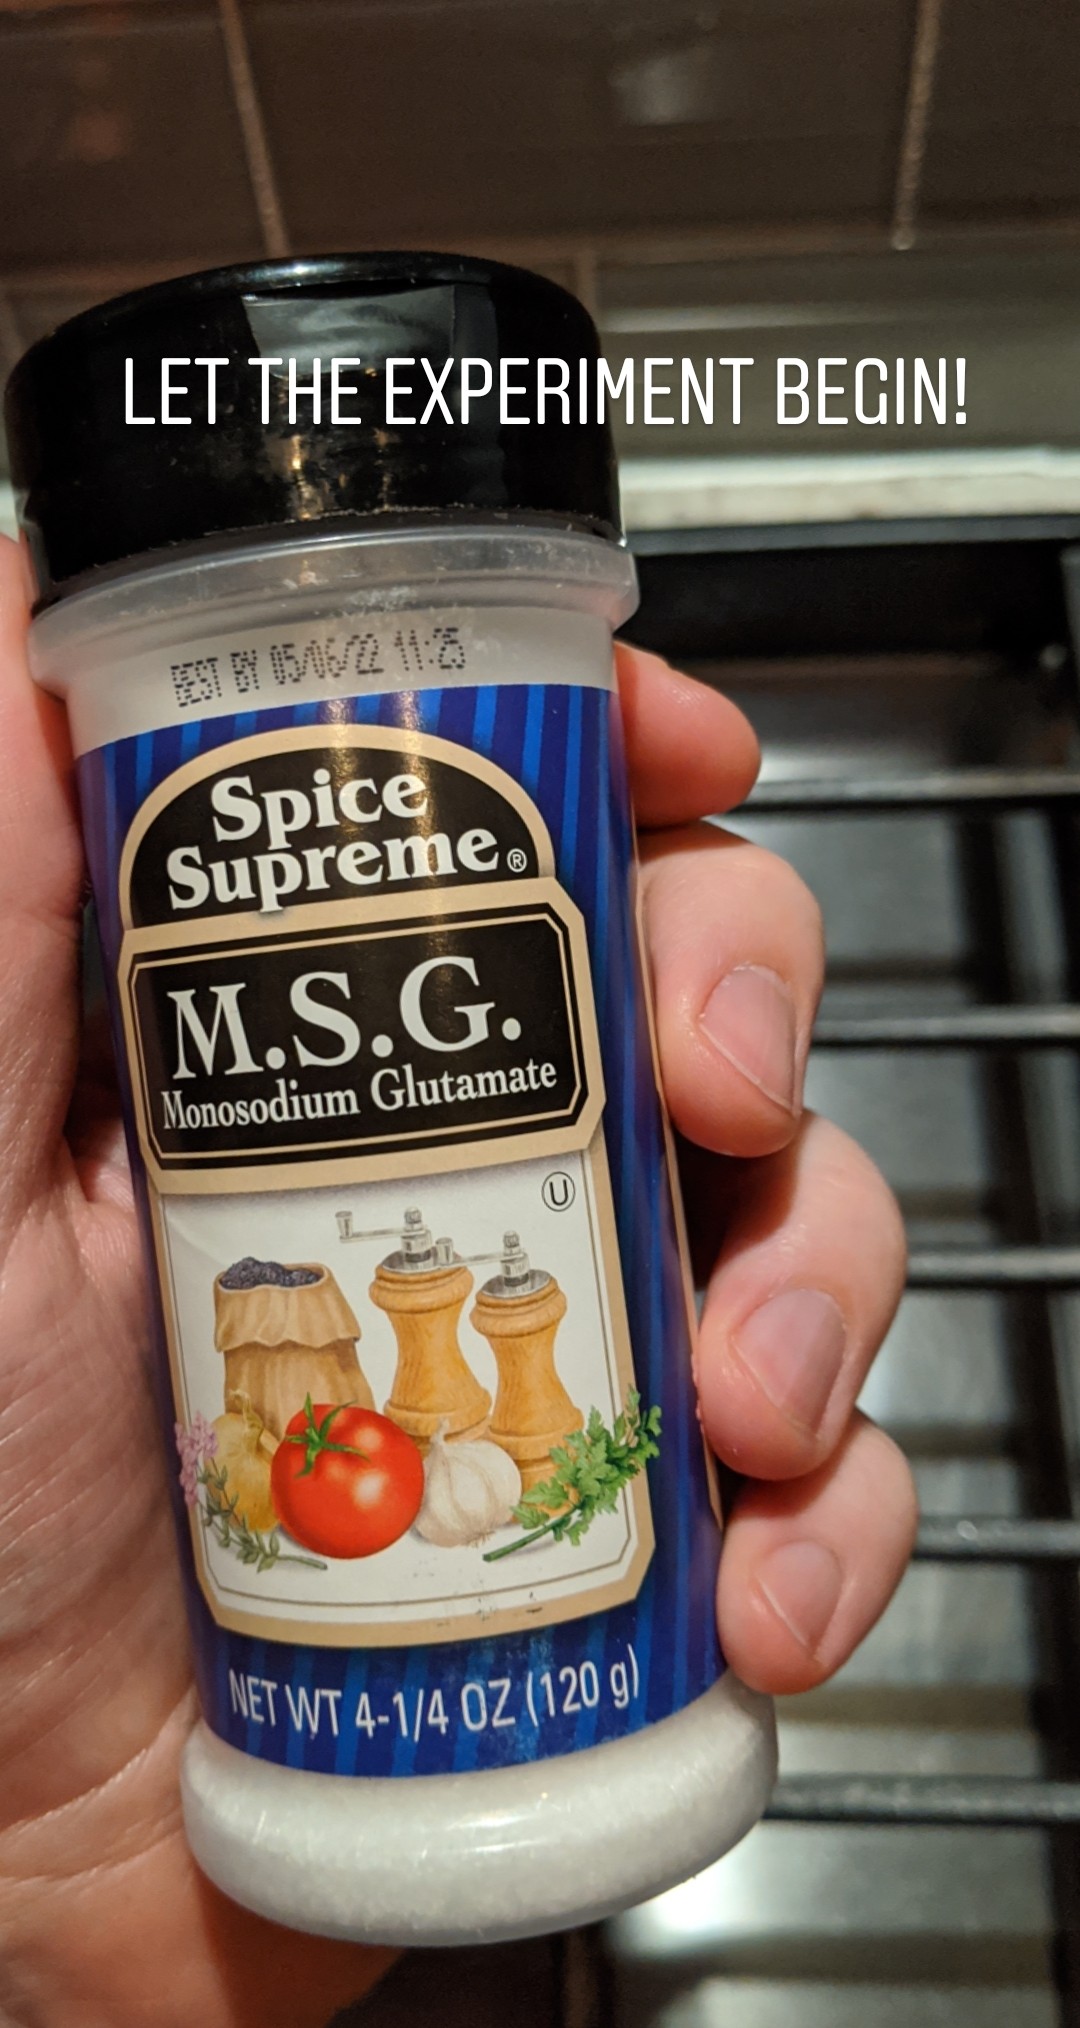 LET THE EXPERIMENT BEGIN!
BEST BY 05/06/22 11:25
Spice
Supreme®
M.S.G.
Monosodium Glutamate
U
NET WT 4-1/4 OZ (120 g)